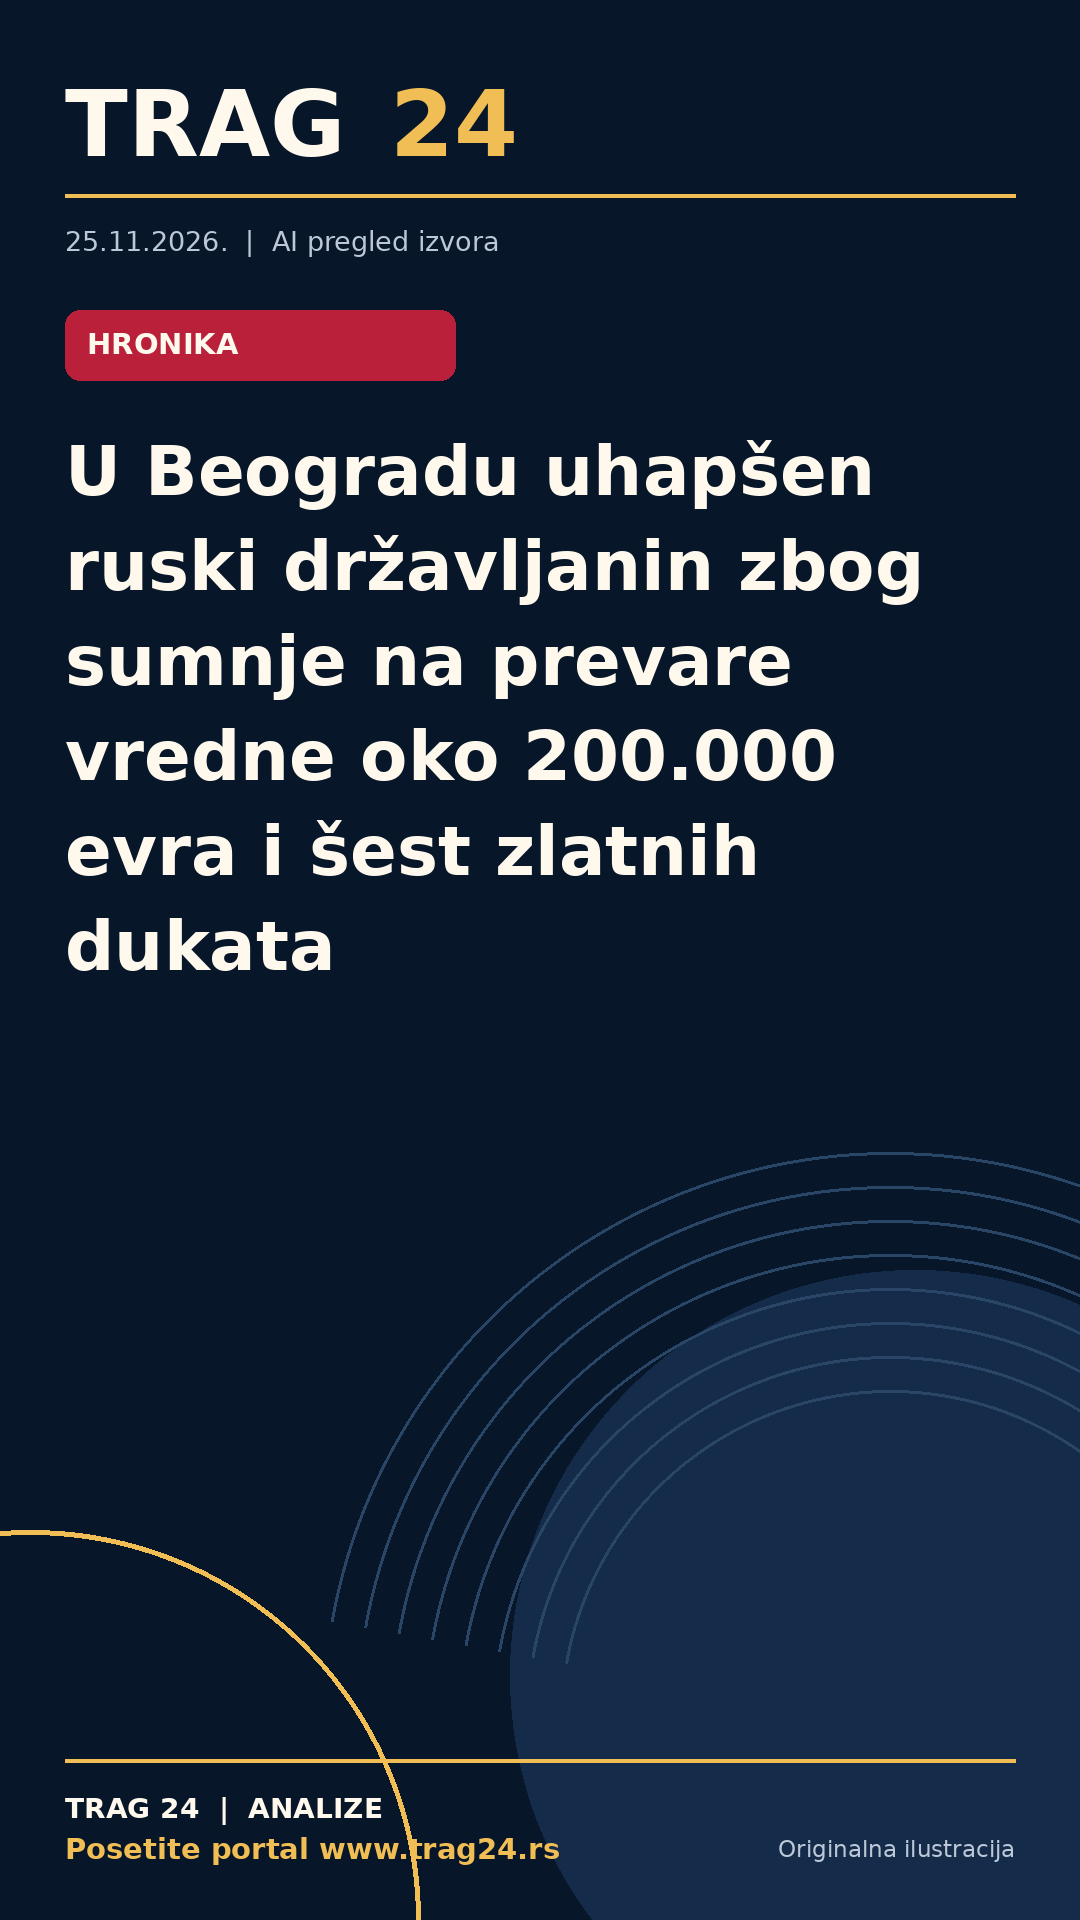 TRAG 24
25.11.2026. | AI pregled izvora
HRONIKA
U Beogradu uhapšen
ruski državljanin zbog
sumnje na prevare
vredne oko 200.000
evra i šest zlatnih
dukata
TRAG 24 | ANALIZE
Posetite portal www.trag24.rs
Originalna ilustracija